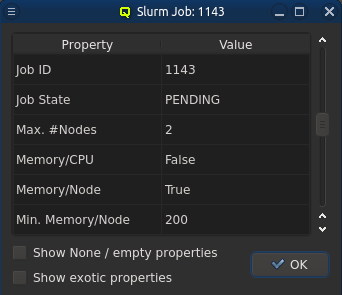 Slurm Job: 1143
Property Value
Job ID 1143
Job State PENDING
Max. #Nodes 2
Memory/CPU False
Memory/Node True
Min. Memory/Node 200
Show None / empty properties
Show exotic properties
OK